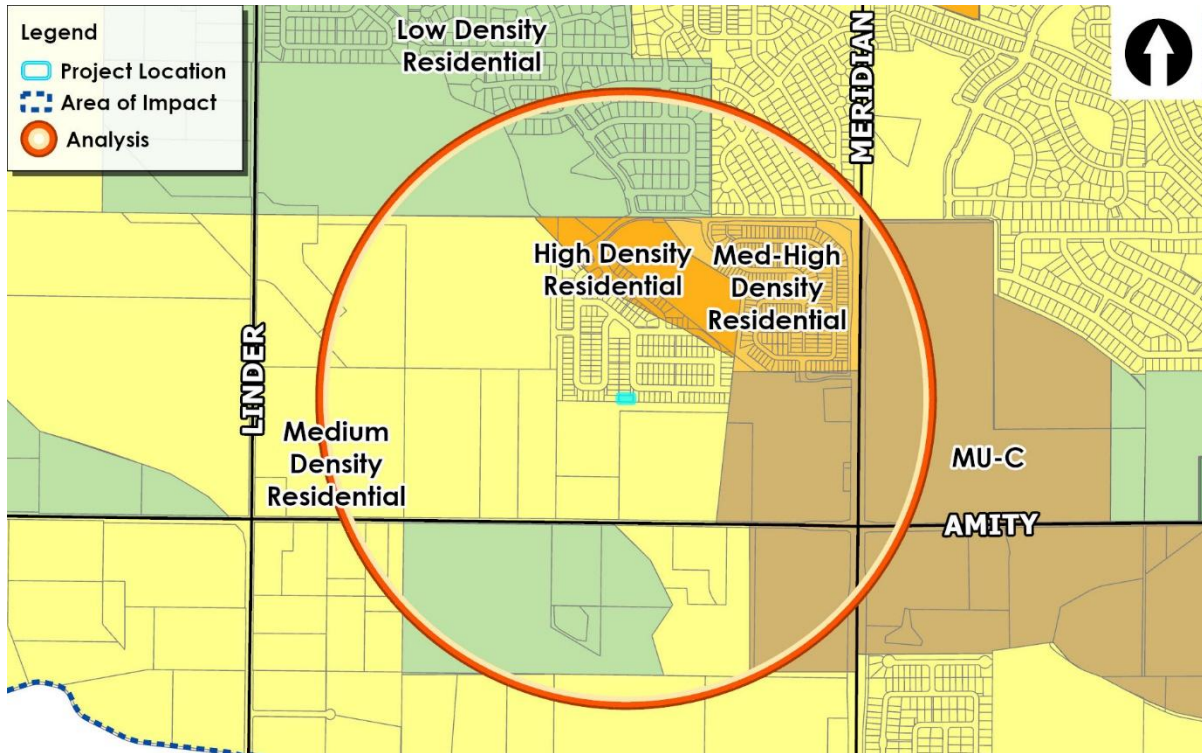 Legend
Project Location
Area of Impact
Analysis
Low Density
Residential
MERIDIAN
High Density
Residential
Med-High
Density
Residential
LINDER
Medium
Density
Residential
MU-C
AMITY